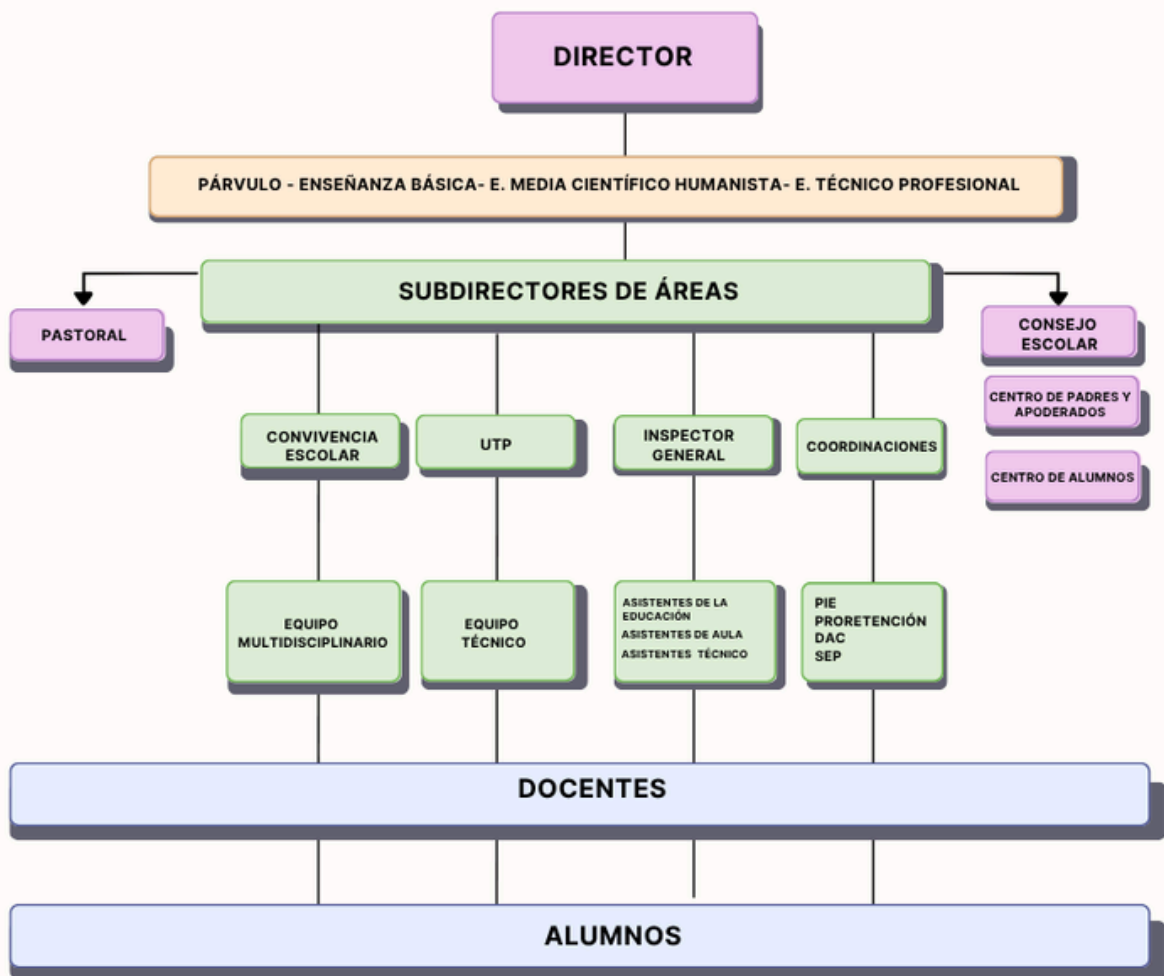 DIRECTOR
PÁRVULO - ENSEÑANZA BÁSICA- E. MEDIA CIENTÍFICO HUMANISTA- E. TÉCNICO PROFESIONAL
SUBDIRECTORES DE ÁREAS
PASTORAL
CONSEJO
ESCOLAR
CENTRO DE PADRES Y
APODERADOS
CENTRO DE ALUMNOS
CONVIVENCIA
ESCOLAR
UTP
INSPECTOR
GENERAL
COORDINACIONES
EQUIPO
MULTIDISCIPLINARIO
EQUIPO
TÉCNICO
ASISTENTES DE LA
EDUCACIÓN
ASISTENTES DE AULA
ASISTENTES TÉCNICO
PIE
PRORETENCIÓN
DAC
SEP
DOCENTES
ALUMNOS